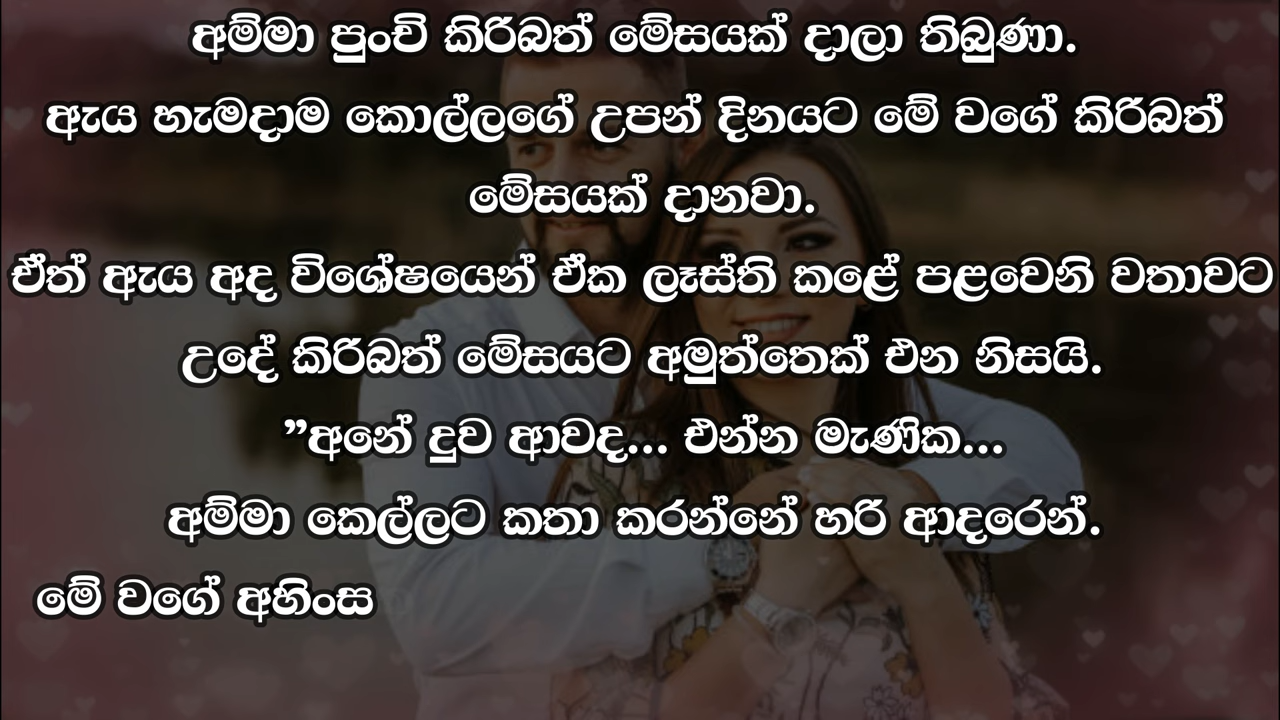 අම්මා පුංචි කිරිබත් මේසයක් දාලා තිබුණා.
ඇය හැමදාම කොල්ලගේ උපන් දිනයට මේ වගේ කිරිබත්
මේසයක් දානවා.
ඒත් ඇය අද විශේෂයෙන් ඒක ලෑස්ති කළේ පළවෙනි වතාවට
උදේ කිරිබත් මේසයට අමුත්තෙක් එන නිසයි.
”අනේ දුව ආවද... එන්න මැණික...
අම්මා කෙල්ලට කතා කරන්නේ හරි ආදරෙන්.
මේ වගේ අහිංස